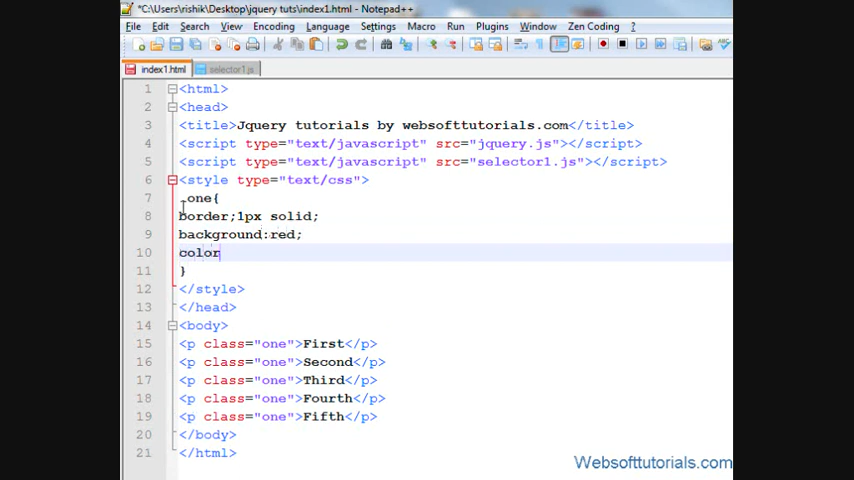 *C:\Users\rishik\Desktop\jquery tuts\index1.html - Notepad++
File Edit Search View Encoding Language Settings Macro Run Plugins Window Zen Coding ?
index1.html selector1.js
1 <html>
2 <head>
3 <title>Jquery tutorials by websofttutorials.com</title>
4 <script type="text/javascript" src="jquery.js"></script>
5 <script type="text/javascript" src="selector1.js"></script>
6 <style type="text/css">
7 .one{
8 border;1px solid;
9 background:red;
10 color
11 }
12 </style>
13 </head>
14 <body>
15 <p class="one">First</p>
16 <p class="one">Second</p>
17 <p class="one">Third</p>
18 <p class="one">Fourth</p>
19 <p class="one">Fifth</p>
20 </body>
21 </html>
Websofttutorials.com